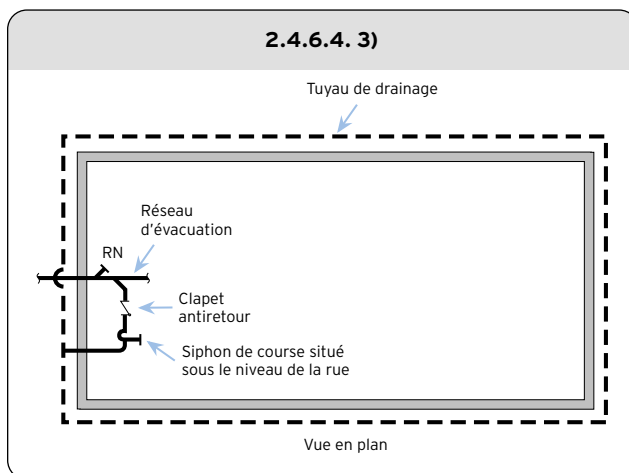 2.4.6.4. 3)
Tuyau de drainage
Réseau
d'évacuation
RN
Clapet
antiretour
Siphon de course situé
sous le niveau de la rue
Vue en plan